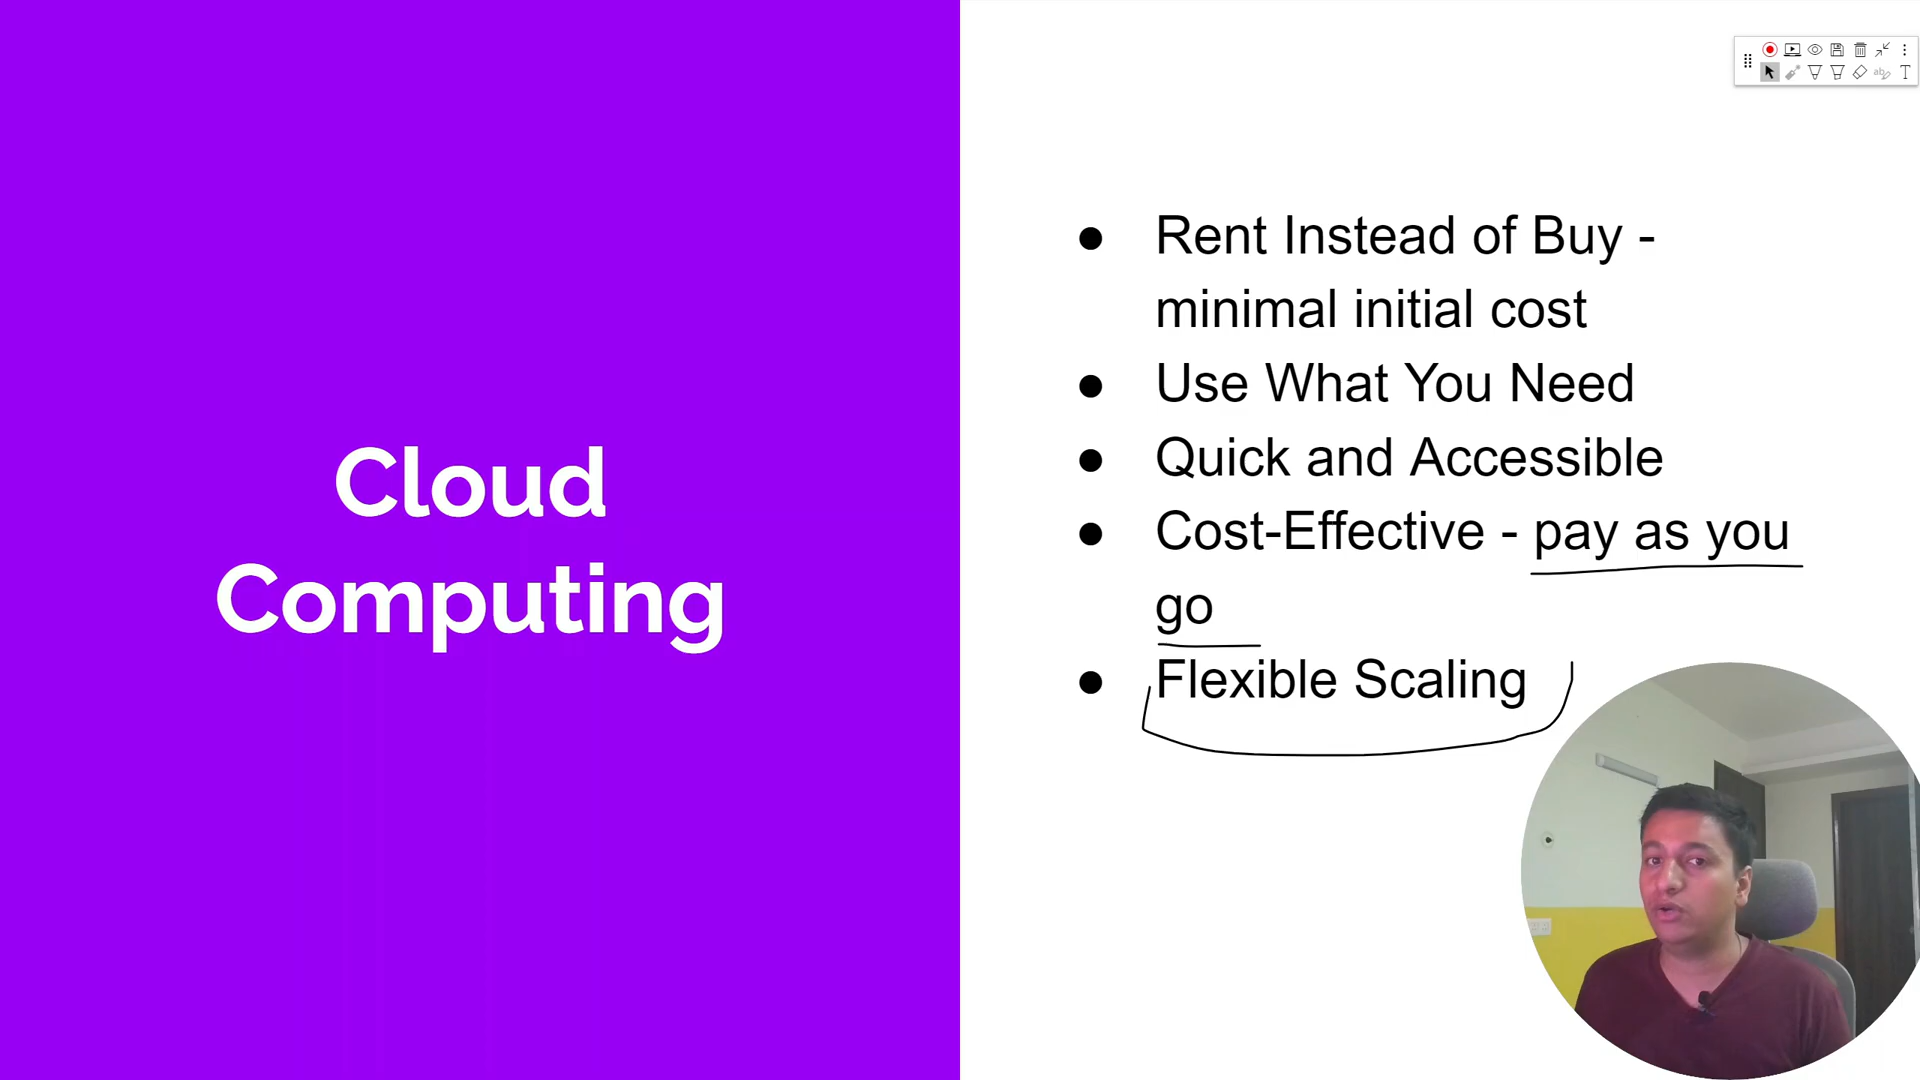 Cloud
Computing
● Rent Instead of Buy -
minimal initial cost
● Use What You Need
● Quick and Accessible
● Cost-Effective - pay as you
go
● Flexible Scaling